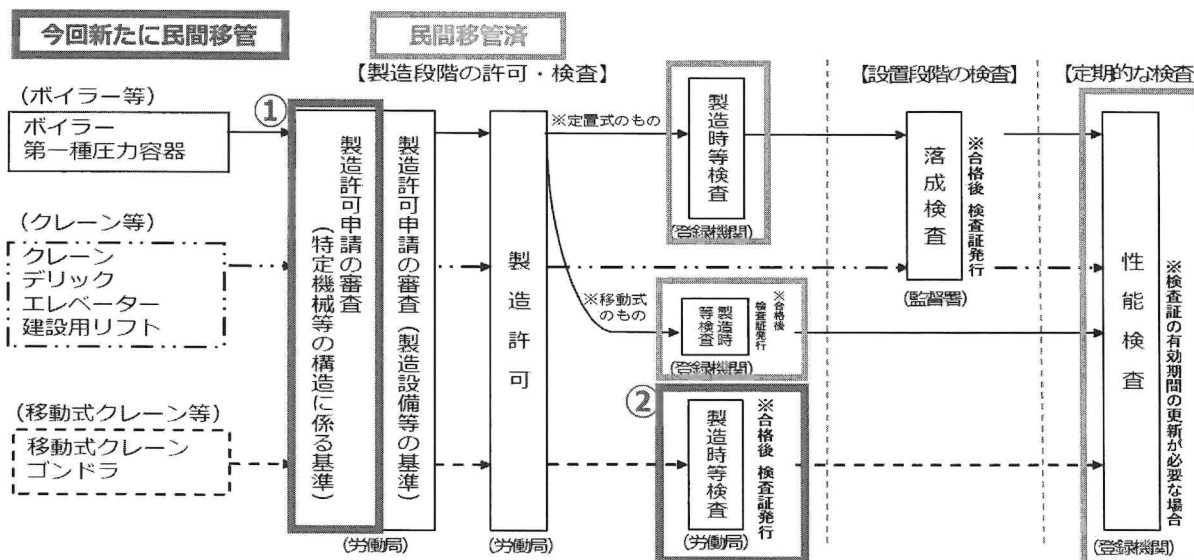 今回新たに民間移管
民間移管済
【製造段階の許可・検査】
【設置段階の検査】
【定期的な検査】
(ボイラー等)
ボイラー
第一種圧力容器
(クレーン等)
クレーン
デリック
エレベーター
建設用リフト
(移動式クレーン等)
移動式クレーン
ゴンドラ
①
製造許可申請の審査
(特定機械等の構造に係る基準)
製造許可申請の審査(製造設備等の基準)
(労働局)
製造許可
(労働局)
※定置式のもの
製造時等検査
(登録機関)
※移動式
のもの
製造時
等検査
※合格後
検査証発行
(登録機関)
②
製造時等検査
※合格後 検査証発行
(労働局)
落成検査
※合格後 検査証発行
(監督署)
性能検査
※検査証の有効期間の更新が必要な場合
(登録機関)